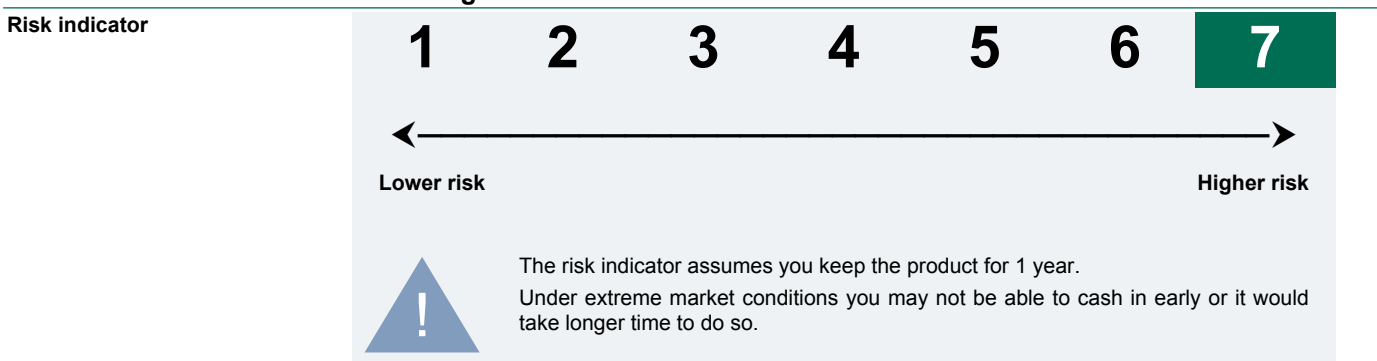 Risk indicator
1 2 3 4 5 6 7
Lower risk Higher risk
The risk indicator assumes you keep the product for 1 year.
! Under extreme market conditions you may not be able to cash in early or it would
take longer time to do so.